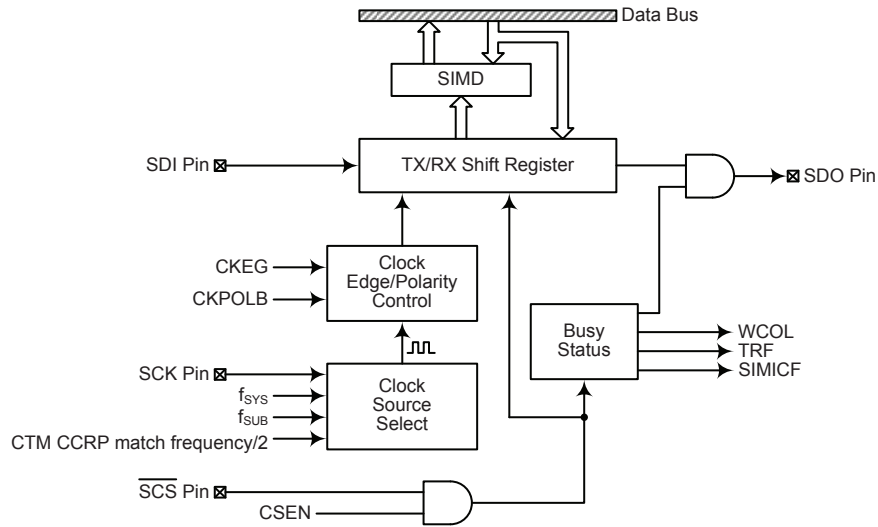 Data Bus
SIMD
SDI Pin
TX/RX Shift Register
SDO Pin
CKEG
CKPOLB
Clock
Edge/Polarity
Control
Busy
Status
WCOL
TRF
SIMICF
SCK Pin
fSYS
fSUB
CTM CCRP match frequency/2
Clock
Source
Select
SCS Pin
CSEN